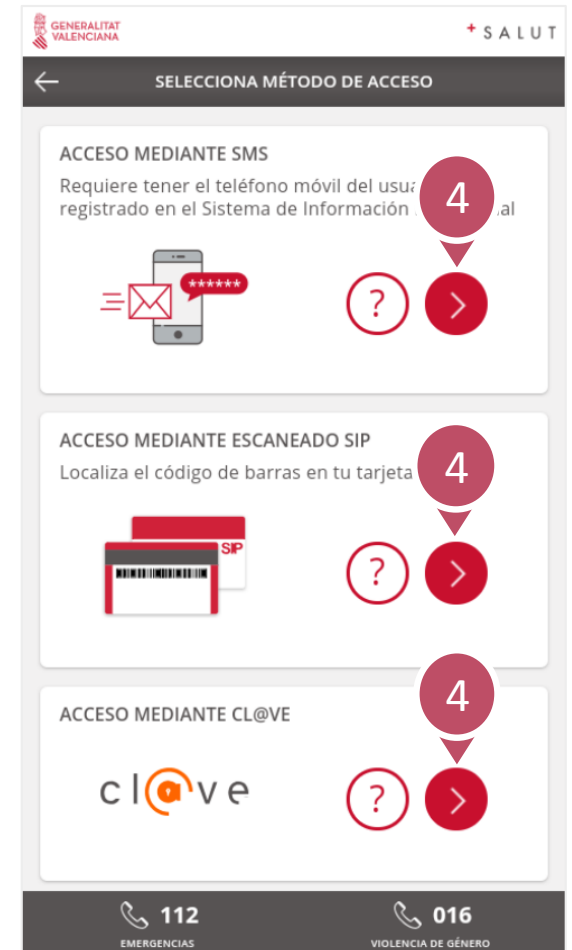 GENERALITAT
VALENCIANA
+SALUT
SELECCIONA MÉTODO DE ACCESO
ACCESO MEDIANTE SMS
Requiere tener el teléfono móvil del
registrado en el Sistema de Información
4
******
?
ACCESO MEDIANTE ESCANEADO SIP
Localiza el código de barras en tu tarjeta
4
SIP
?
ACCESO MEDIANTE CL@VE
4
cl@ve
?
112
EMERGENCIAS
016
VIOLENCIA DE GÉNERO